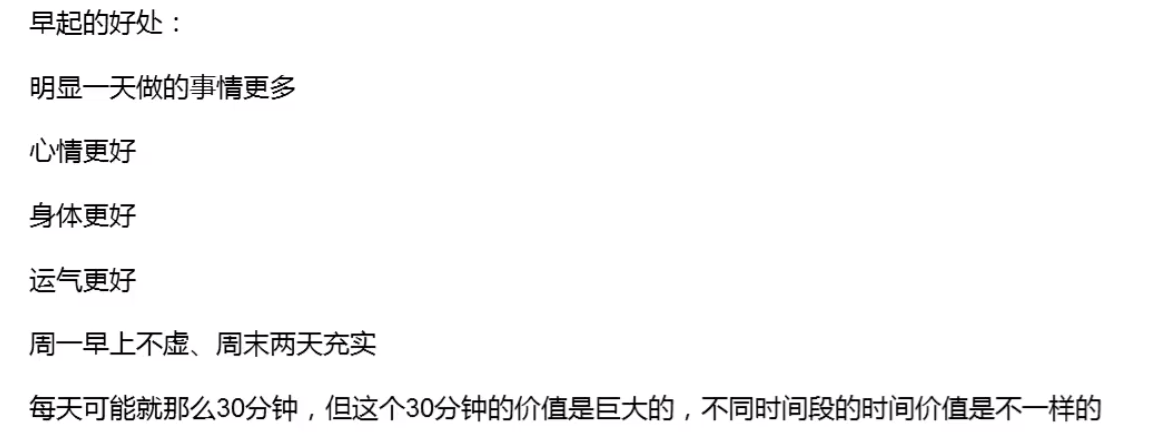 早起的好处：
明显一天做的事情更多
心情更好
身体更好
运气更好
周一早上不虚、周末两天充实
每天可能就那么30分钟，但这个30分钟的价值是巨大的，不同时间段的时间价值是不一样的